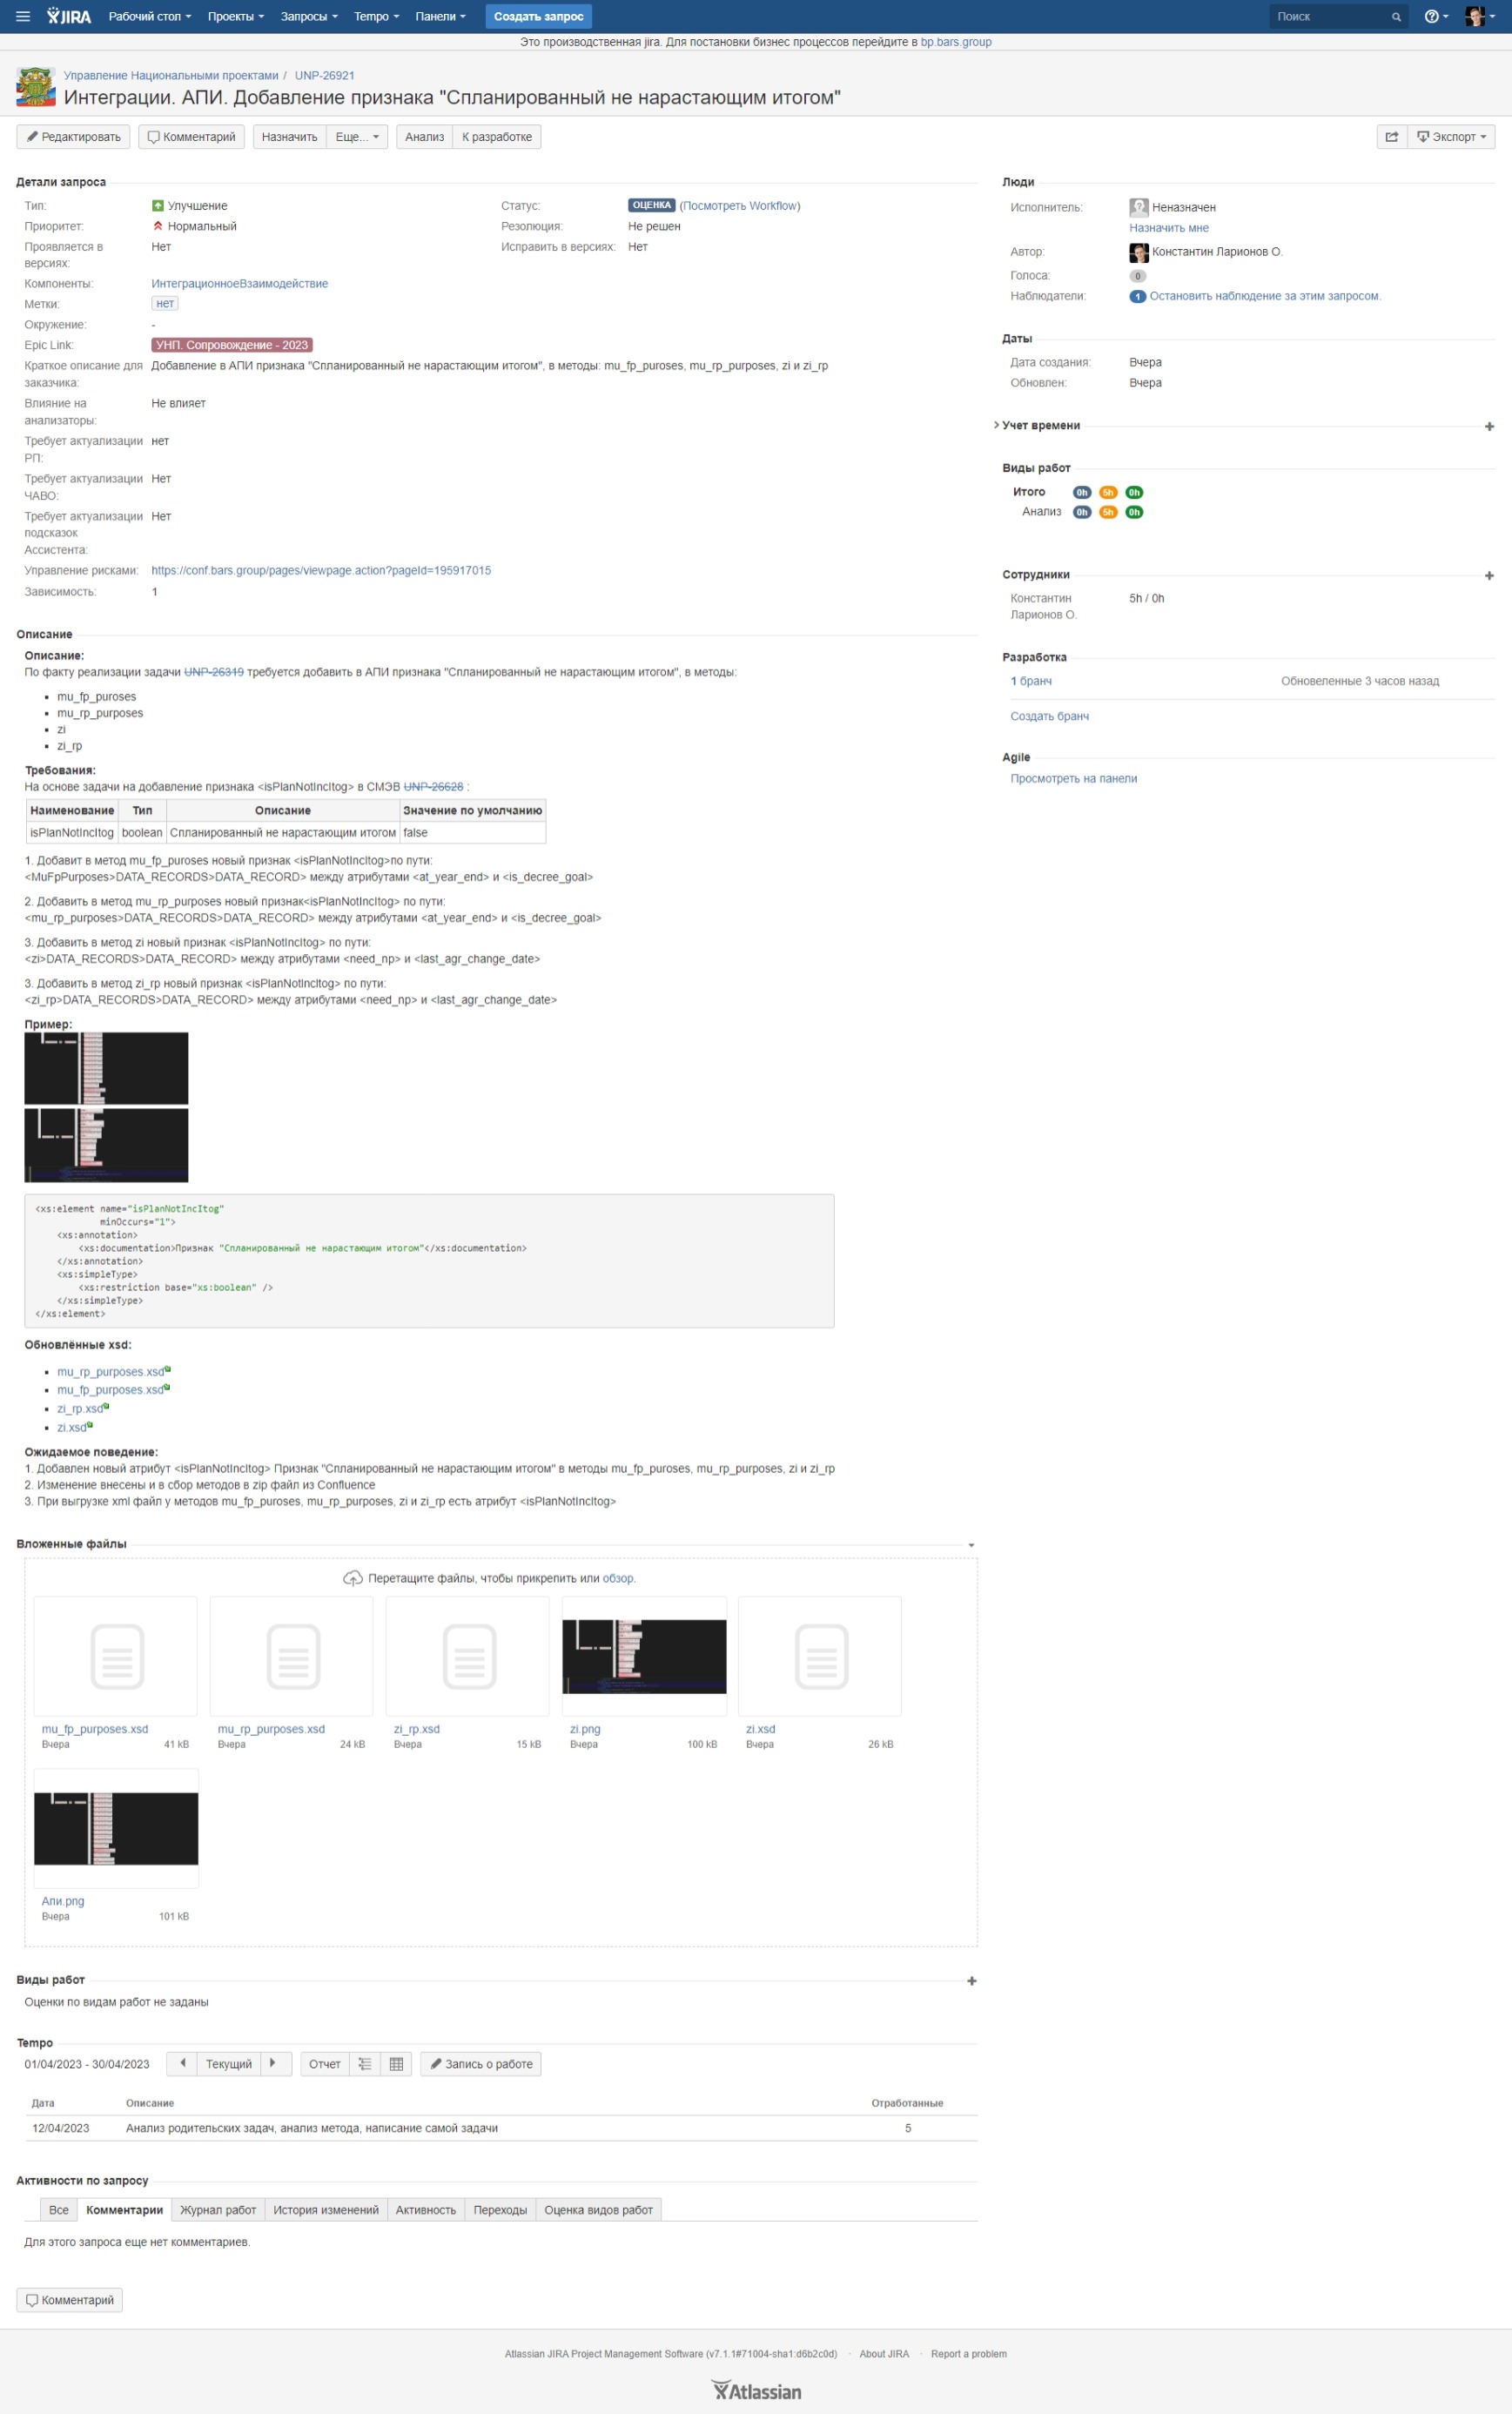 JIRA Рабочий стол Проекты Запросы Tempo Панели Создать запрос Поиск
Это производственная jira. Для постановки бизнес процессов перейдите в bp.bars.group
Управление Национальными проектами / UNP-26921
Интеграции. АПИ. Добавление признака "Спланированный не нарастающим итогом"
Редактировать Комментарий Назначить Еще... Анализ К разработке Экспорт
Детали запроса
Тип: Улучшение Статус: ОЦЕНКА (Посмотреть Workflow)
Приоритет: Нормальный Резолюция: Не решен
Проявляется в версиях: Нет Исправить в версиях: Нет
Компоненты: ИнтеграционноеВзаимодействие
Метки: нет
Окружение: -
Epic Link: УНП. Сопровождение - 2023
Краткое описание для заказчика: Добавление в АПИ признака "Спланированный не нарастающим итогом", в методы: mu_fp_puroses, mu_rp_purposes, zi и zi_rp
Влияние на анализаторы: Не влияет
Требует актуализации РП: нет
Требует актуализации ЧАВО: Нет
Требует актуализации подсказок Ассистента: Нет
Управление рисками: https://conf.bars.group/pages/viewpage.action?pageId=195917015
Зависимость: 1
Описание
Описание:
По факту реализации задачи UNP-26319 требуется добавить в АПИ признака "Спланированный не нарастающим итогом", в методы:
mu_fp_puroses
mu_rp_purposes
zi
zi_rp
Требования:
На основе задачи на добавление признака <isPlanNotIncItog> в СМЭВ UNP-26628 :
Наименование Тип Описание Значение по умолчанию
isPlanNotIncItog boolean Спланированный не нарастающим итогом false
1. Добавит в метод mu_fp_puroses новый признак <isPlanNotIncItog>по пути:
<MuFpPurposes>DATA_RECORDS>DATA_RECORD> между атрибутами <at_year_end> и <is_decree_goal>
2. Добавить в метод mu_rp_purposes новый признак<isPlanNotIncItog> по пути:
<mu_rp_purposes>DATA_RECORDS>DATA_RECORD> между атрибутами <at_year_end> и <is_decree_goal>
3. Добавить в метод zi новый признак <isPlanNotIncItog> по пути:
<zi>DATA_RECORDS>DATA_RECORD> между атрибутами <need_np> и <last_agr_change_date>
3. Добавить в метод zi_rp новый признак <isPlanNotIncItog> по пути:
<zi_rp>DATA_RECORDS>DATA_RECORD> между атрибутами <need_np> и <last_agr_change_date>
Пример:
<xs:element name="isPlanNotIncItog"
minOccurs="1">
<xs:annotation>
<xs:documentation>Признак "Спланированный не нарастающим итогом"</xs:documentation>
</xs:annotation>
<xs:simpleType>
<xs:restriction base="xs:boolean" />
</xs:simpleType>
</xs:element>
Обновлённые xsd:
mu_rp_purposes.xsd
mu_fp_purposes.xsd
zi_rp.xsd
zi.xsd
Ожидаемое поведение:
1. Добавлен новый атрибут <isPlanNotIncItog> Признак "Спланированный не нарастающим итогом" в методы mu_fp_puroses, mu_rp_purposes, zi и zi_rp
2. Изменение внесены и в сбор методов в zip файл из Confluence
3. При выгрузке xml файл у методов mu_fp_puroses, mu_rp_purposes, zi и zi_rp есть атрибут <isPlanNotIncItog>
Вложенные файлы
Перетащите файлы, чтобы прикрепить или обзор.
mu_fp_purposes.xsd mu_rp_purposes.xsd zi_rp.xsd zi.png zi.xsd
Вчера 41 kB Вчера 24 kB Вчера 15 kB Вчера 100 kB Вчера 26 kB
Апи.png
Вчера 101 kB
Виды работ
Оценки по видам работ не заданы
Tempo
01/04/2023 - 30/04/2023 Текущий Отчет Запись о работе
Дата Описание Отработанные
12/04/2023 Анализ родительских задач, анализ метода, написание самой задачи 5
Активности по запросу
Все Комментарии Журнал работ История изменений Активность Переходы Оценка видов работ
Для этого запроса еще нет комментариев.
Комментарий
Люди
Исполнитель: Неназначен
Назначить мне
Автор: Константин Ларионов О.
Голоса: 0
Наблюдатели: 1 Остановить наблюдение за этим запросом.
Даты
Дата создания: Вчера
Обновлен: Вчера
Учет времени
Виды работ
Итого 0h 5h 0h
Анализ 0h 5h 0h
Сотрудники
Константин Ларионов О. 5h / 0h
Разработка
1 бранч Обновеленные 3 часов назад
Создать бранч
Agile
Просмотреть на панели
Atlassian JIRA Project Management Software (v7.1.1#71004-sha1:d6b2c0d) · About JIRA · Report a problem
Atlassian